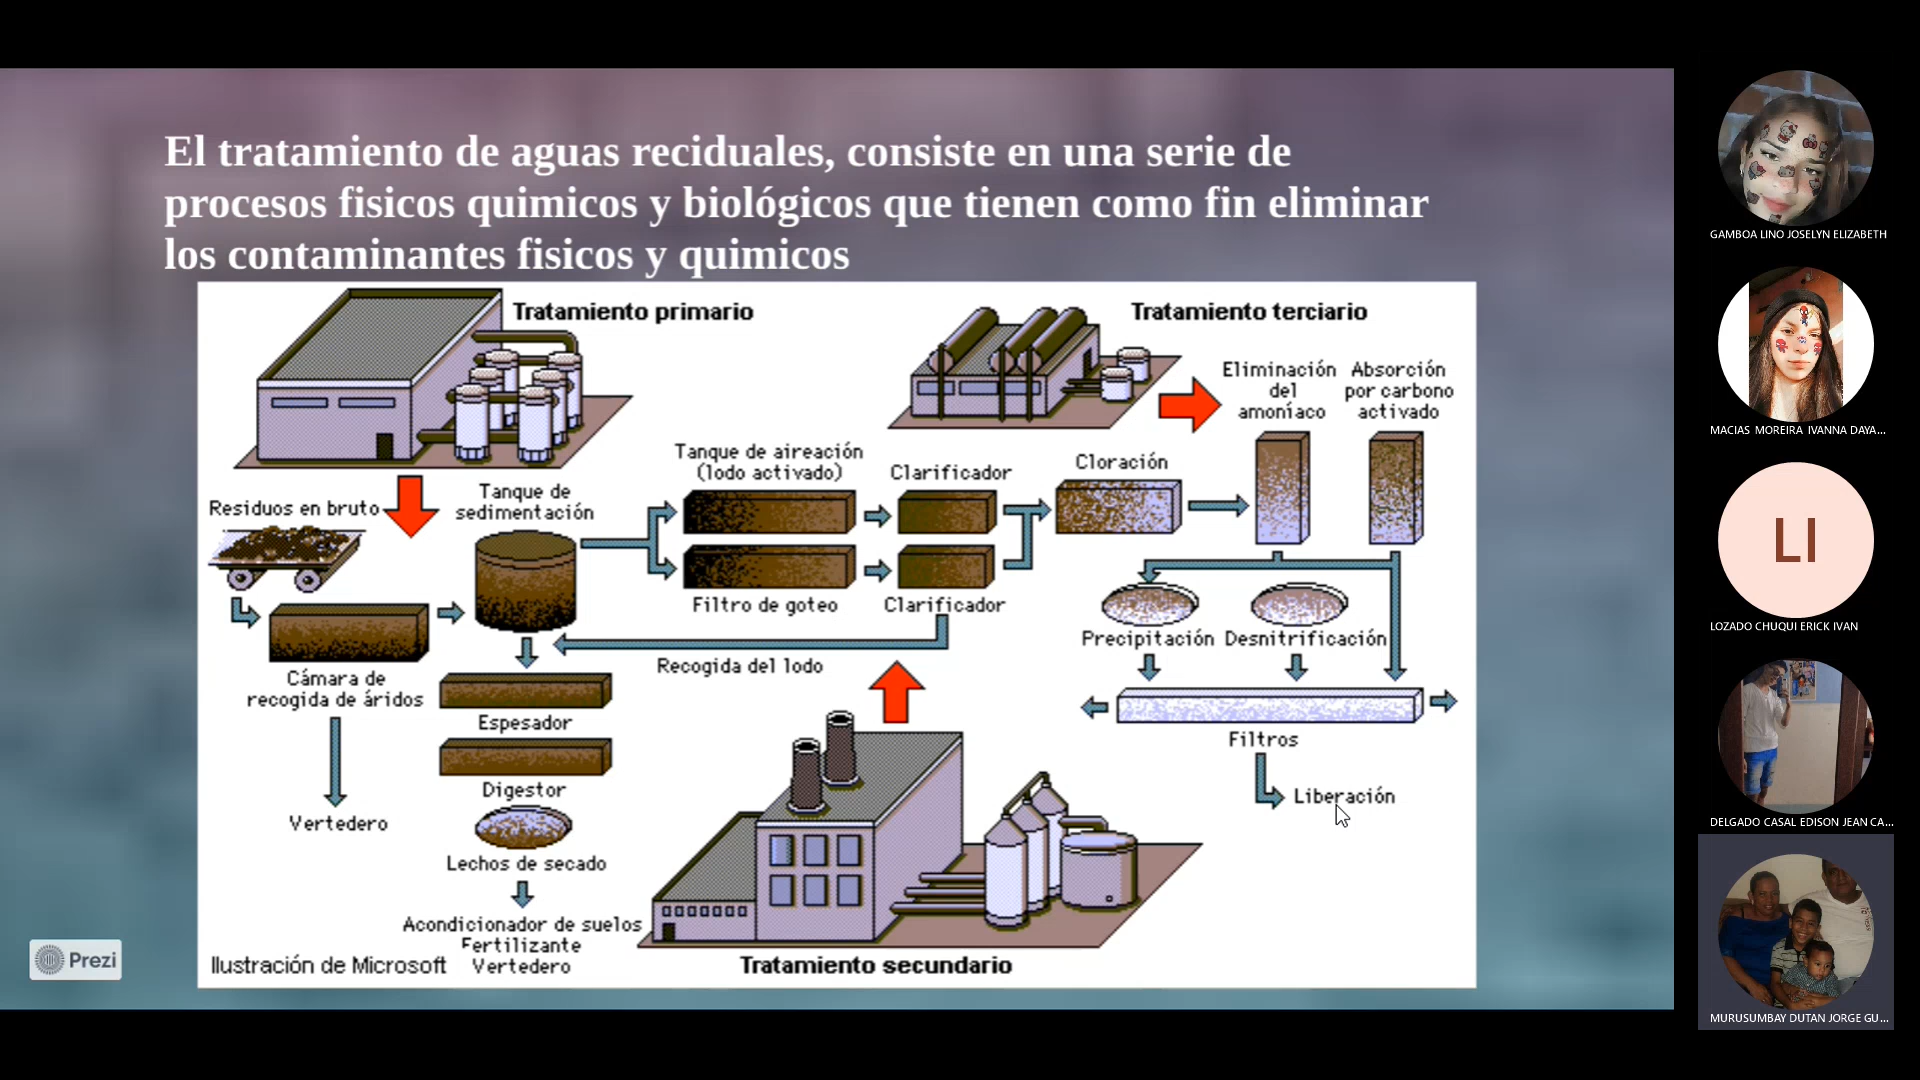 El tratamiento de aguas reciduales, consiste en una serie de
procesos fisicos quimicos y biológicos que tienen como fin eliminar
los contaminantes fisicos y quimicos
Tratamiento primario
Tratamiento terciario
Eliminación
del
amoníaco
Absorción
por carbono
activado
Tanque de aireación
(lodo activado)
Clarificador
Cloración
Residuos en bruto
Tanque de
sedimentación
Filtro de goteo
Clarificador
Precipitación
Desnitrificación
Recogida del lodo
Cámara de
recogida de áridos
Espesador
Filtros
Digestor
Liberación
Vertedero
Lechos de secado
Acondicionador de suelos
Fertilizante
Vertedero
Ilustración de Microsoft
Tratamiento secundario
Prezi
GAMBOA LINO JOSELYN ELIZABETH
MACIAS MOREIRA IVANNA DAYA...
LI
LOZADO CHUQUI ERICK IVAN
DELGADO CASAL EDISON JEAN CA...
MURUSUMBAY DUTAN JORGE GU...